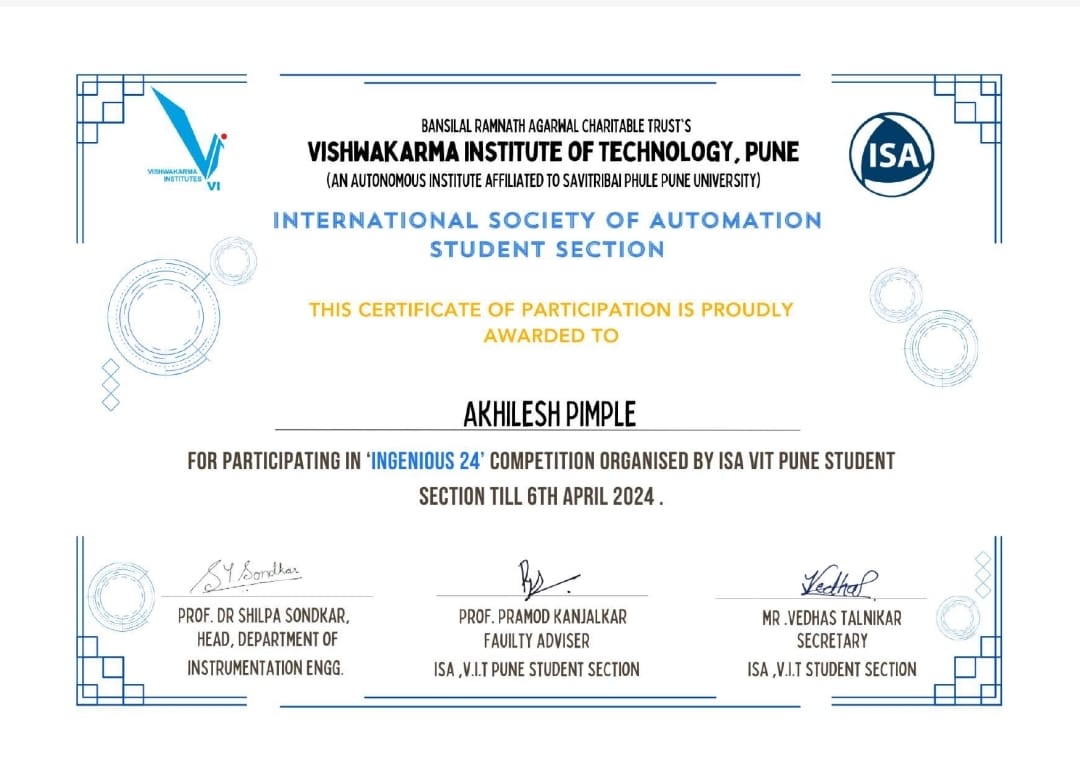 BANSILAL RAMNATH AGARWAL CHARITABLE TRUST'S
VISHWAKARMA INSTITUTE OF TECHNOLOGY, PUNE
(AN AUTONOMOUS INSTITUTE AFFILIATED TO SAVITRIBAI PHULE PUNE UNIVERSITY)
VISHWAKARMA
INSTITUTES
VI
ISA
INTERNATIONAL SOCIETY OF AUTOMATION
STUDENT SECTION
THIS CERTIFICATE OF PARTICIPATION IS PROUDLY
AWARDED TO
AKHILESH PIMPLE
FOR PARTICIPATING IN ‘INGENIOUS 24’ COMPETITION ORGANISED BY ISA VIT PUNE STUDENT
SECTION TILL 6TH APRIL 2024 .
SYSondkar
Vedhas
PROF. DR SHILPA SONDKAR,
HEAD, DEPARTMENT OF
INSTRUMENTATION ENGG.
PROF. PRAMOD KANJALKAR
FAUILTY ADVISER
ISA ,V.I.T PUNE STUDENT SECTION
MR .VEDHAS TALNIKAR
SECRETARY
ISA ,V.I.T STUDENT SECTION